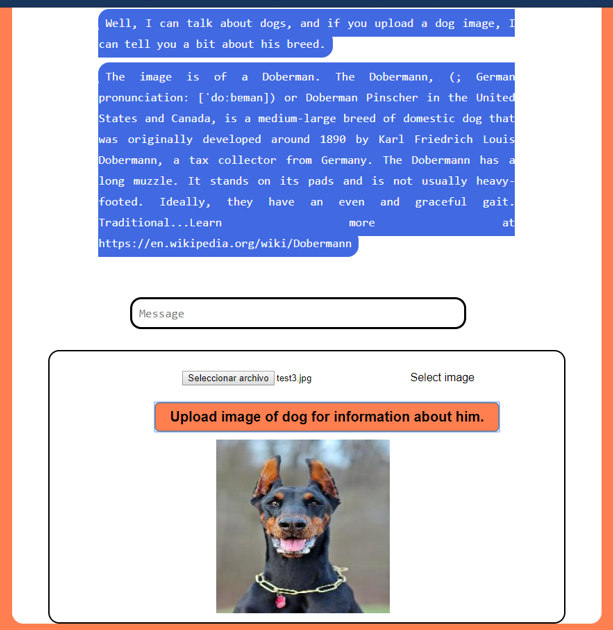 Well, I can talk about dogs, and if you upload a dog image, I
can tell you a bit about his breed.
The image is of a Doberman. The Dobermann, (; German
pronunciation: [ˈdoːbɐman]) or Doberman Pinscher in the United
States and Canada, is a medium-large breed of domestic dog that
was originally developed around 1890 by Karl Friedrich Louis
Dobermann, a tax collector from Germany. The Dobermann has a
long muzzle. It stands on its pads and is not usually heavy-
footed. Ideally, they have an even and graceful gait.
Traditional...Learn more at
https://en.wikipedia.org/wiki/Dobermann
Message
Seleccionar archivo test3.jpg Select image
Upload image of dog for information about him.